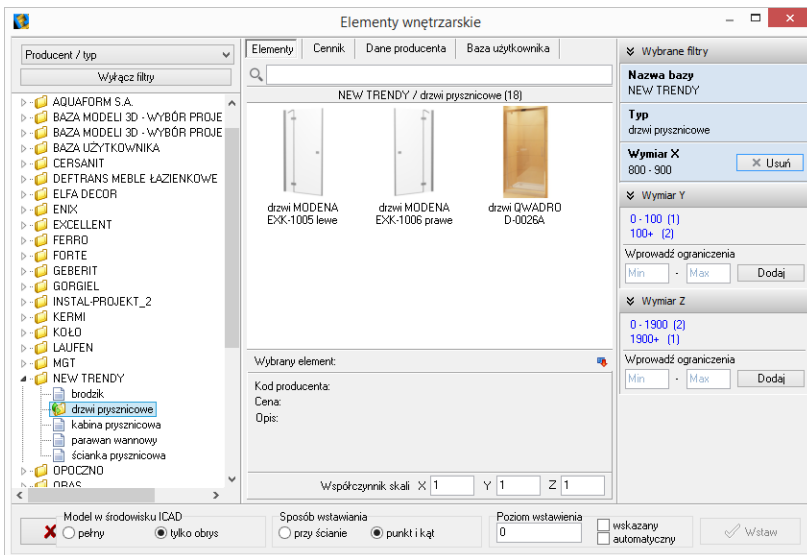 Elementy wnętrzarskie
Producent / typ
Wyłącz filtry
AQUAFORM S.A.
BAZA MODELI 3D - WYBÓR PROJE
BAZA MODELI 3D - WYBÓR PROJE
BAZA UŻYTKOWNIKA
CERSANIT
DEFTRANS MEBLE ŁAZIENKOWE
ELFA DECOR
ENIX
EXCELLENT
FERRO
FORTE
GEBERIT
GORGIEL
INSTAL-PROJEKT_2
KERMI
KOŁO
LAUFEN
MGT
NEW TRENDY
brodzik
drzwi prysznicowe
kabina prysznicowa
parawan wannowy
ścianka prysznicowa
OPOCZNO
ORAS
Elementy Cennik Dane producenta Baza użytkownika
NEW TRENDY / drzwi prysznicowe (18)
drzwi MODENA
EXK-1005 lewe
drzwi MODENA
EXK-1006 prawe
drzwi QWADRO
D-0026A
Wybrany element:
Kod producenta:
Cena:
Opis:
Współczynnik skali X 1 Y 1 Z 1
Wybrane filtry
Nazwa bazy
NEW TRENDY
Typ
drzwi prysznicowe
Wymiar X
800 - 900
Usuń
Wymiar Y
0 - 100 (1)
100+ (2)
Wprowadź ograniczenia
Min - Max Dodaj
Wymiar Z
0 - 1900 (2)
1900+ (1)
Wprowadź ograniczenia
Min - Max Dodaj
Model w środowisku ICAD
pełny tylko obrys
Sposób wstawiania
przy ścianie punkt i kąt
Poziom wstawienia
0
wskazany
automatyczny
Wstaw